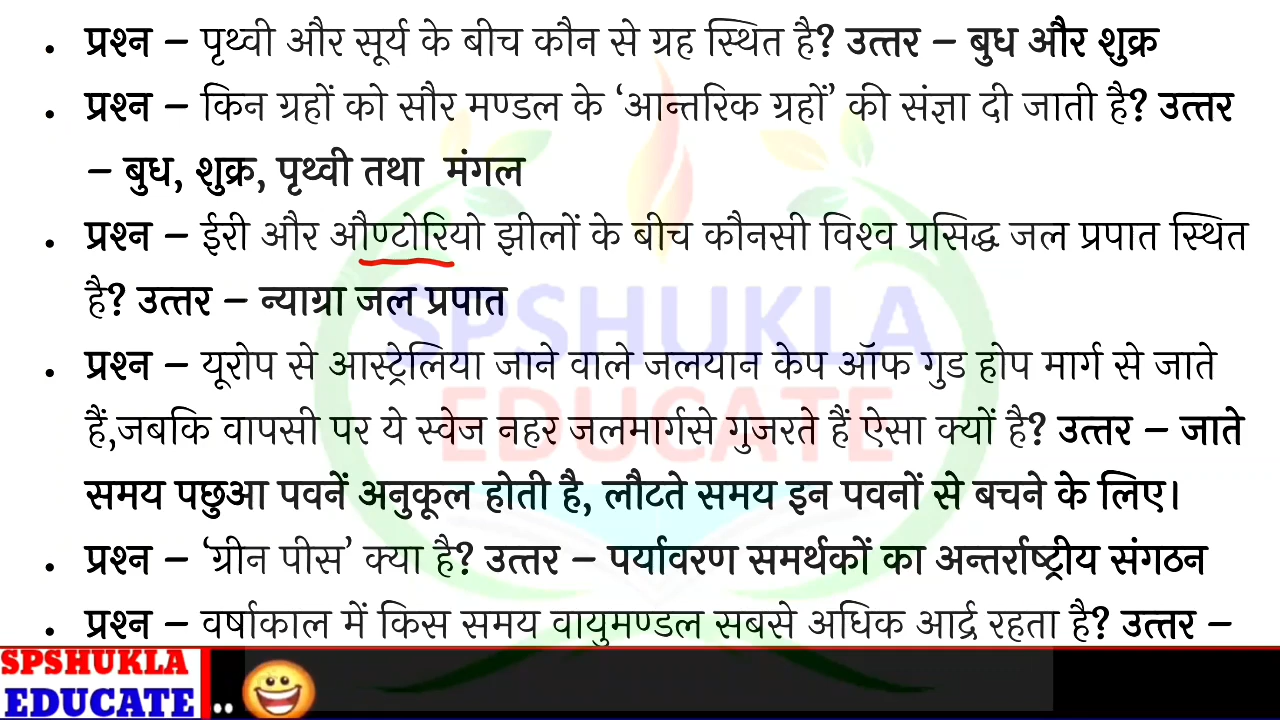 • प्रश्न – पृथ्वी और सूर्य के बीच कौन से ग्रह स्थित है? उत्तर – बुध और शुक्र
• प्रश्न – किन ग्रहों को सौर मण्डल के ‘आन्तरिक ग्रहों’ की संज्ञा दी जाती है? उत्तर
– बुध, शुक्र, पृथ्वी तथा मंगल
• प्रश्न – ईरी और औण्टोरियो झीलों के बीच कौनसी विश्व प्रसिद्ध जल प्रपात स्थित
है? उत्तर – न्याग्रा जल प्रपात
SPSHUKLA
• प्रश्न – यूरोप से आस्ट्रेलिया जाने वाले जलयान केप ऑफ गुड होप मार्ग से जाते
EDUCATE
हैं,जबकि वापसी पर ये स्वेज नहर जलमार्गसे गुजरते हैं ऐसा क्यों है? उत्तर – जाते
समय पछुआ पवनें अनुकूल होती है, लौटते समय इन पवनों से बचने के लिए।
• प्रश्न – ‘ग्रीन पीस’ क्या है? उत्तर – पर्यावरण समर्थकों का अन्तर्राष्ट्रीय संगठन
• प्रश्न – वर्षाकाल में किस समय वायुमण्डल सबसे अधिक आर्द्र रहता है? उत्तर –
SPSHUKLA
EDUCATE ..